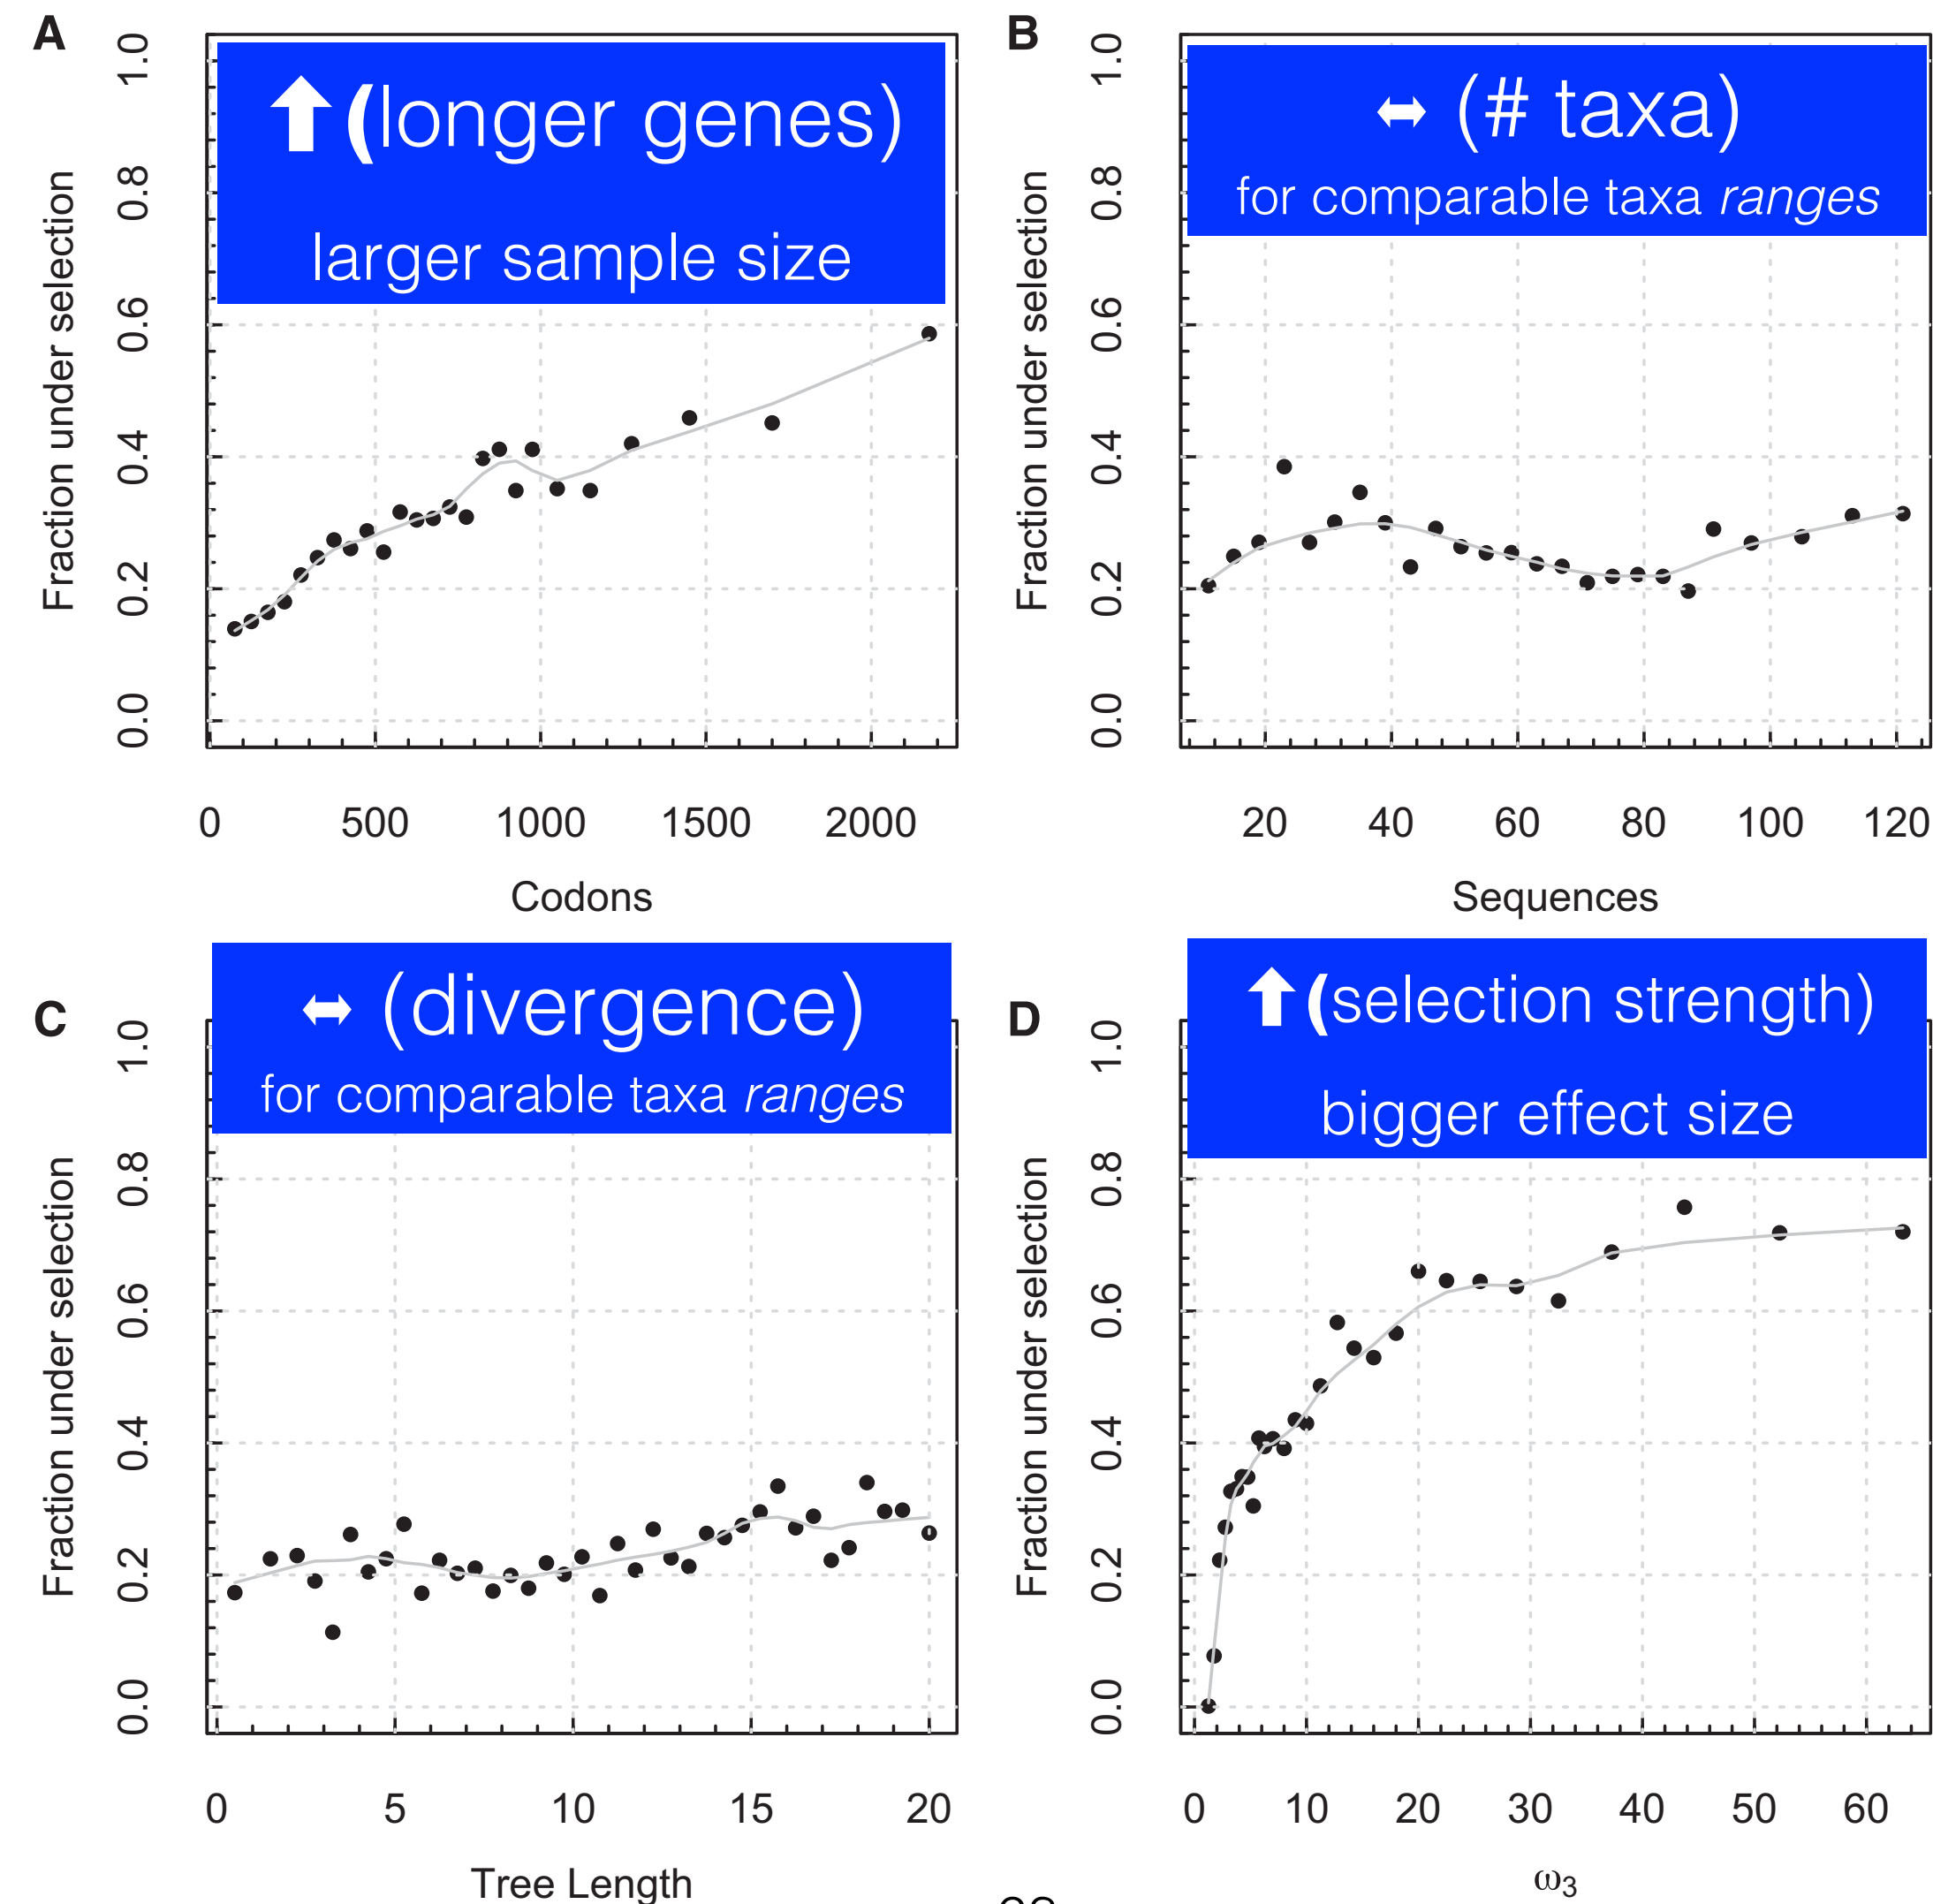 A
B
↑(longer genes)
larger sample size
↔ (# taxa)
for comparable taxa ranges
Fraction under selection
0.0 0.2 0.4 0.6 0.8 1.0
0 500 1000 1500 2000
Codons
Fraction under selection
0.0 0.2 0.4 0.6 0.8 1.0
20 40 60 80 100 120
Sequences
C
D
↔ (divergence)
for comparable taxa ranges
↑(selection strength)
bigger effect size
Fraction under selection
0.0 0.2 0.4 0.6 0.8 1.0
0 5 10 15 20
Tree Length
Fraction under selection
0.0 0.2 0.4 0.6 0.8 1.0
0 10 20 30 40 50 60
ω3